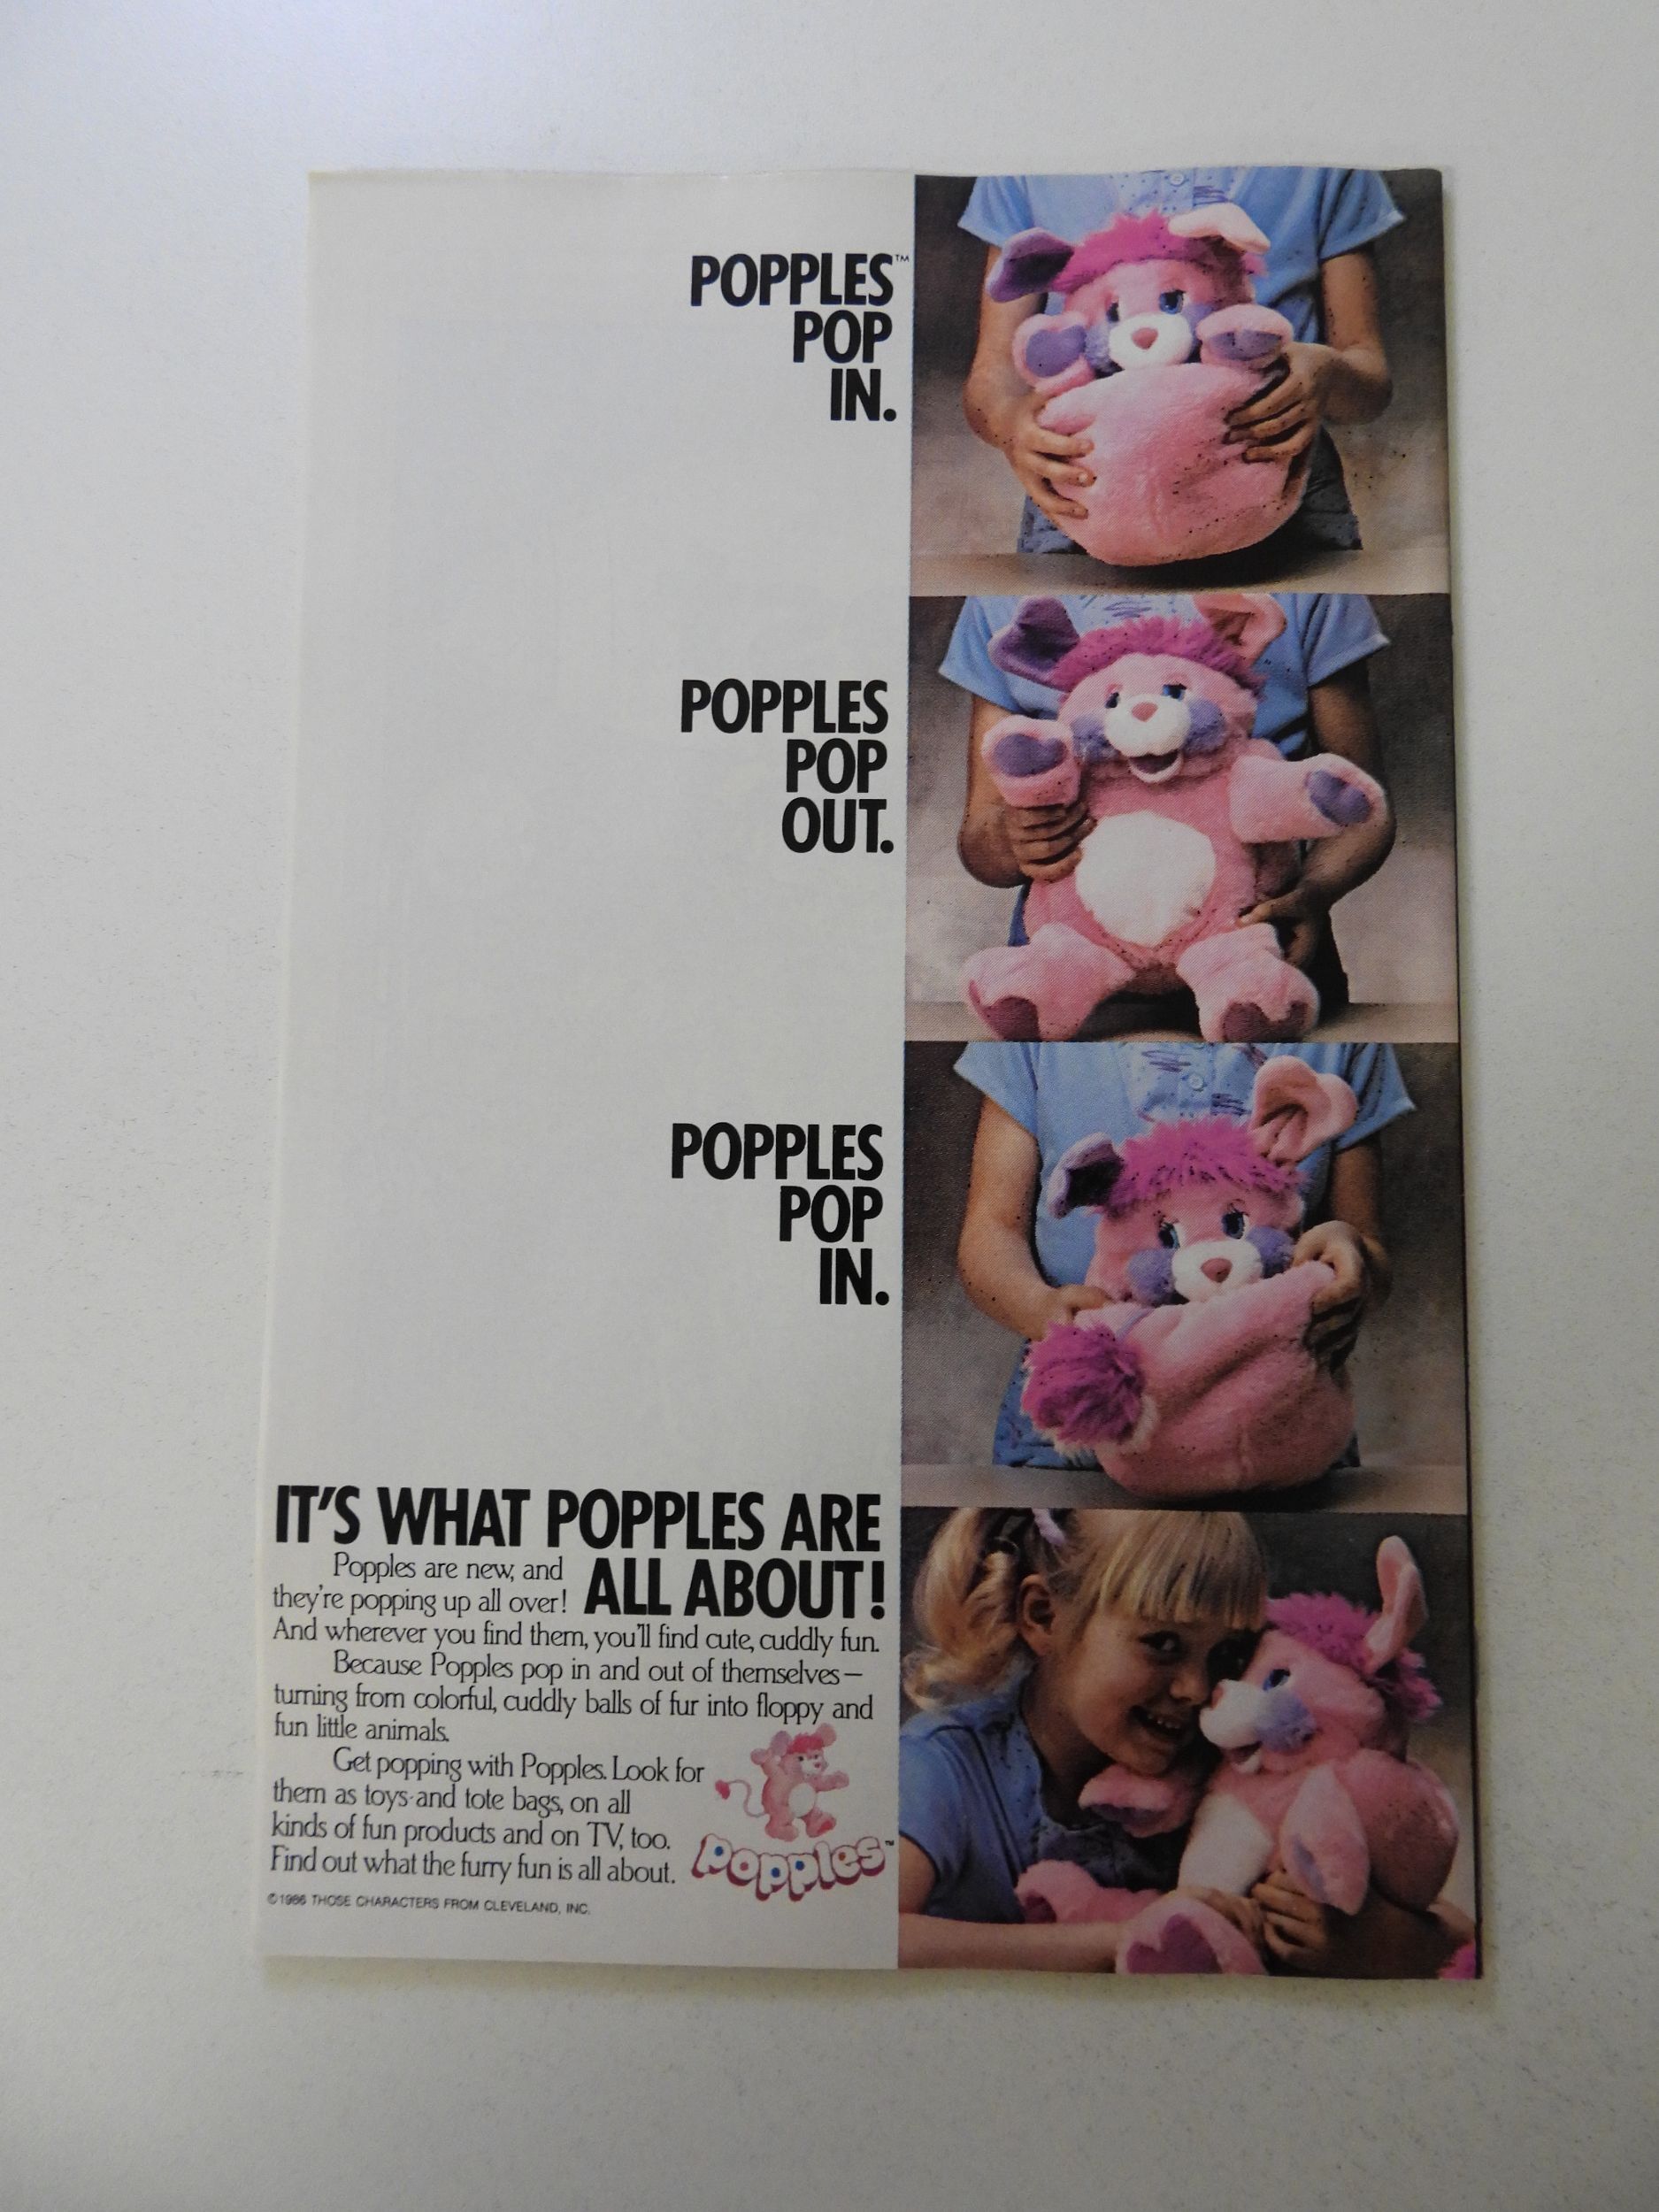 POPPLES™
POP
IN.
POPPLES
POP
OUT.
POPPLES
POP
IN.
IT'S WHAT POPPLES ARE
ALL ABOUT!
Popples are new, and
they're popping up all over!
And wherever you find them, you'll find cute, cuddly fun.
Because Popples pop in and out of themselves—
turning from colorful, cuddly balls of fur into floppy and
fun little animals.
Get popping with Popples. Look for
them as toys and tote bags, on all
kinds of fun products and on TV, too.
Find out what the furry fun is all about.
Popples™
©1986 THOSE CHARACTERS FROM CLEVELAND, INC.